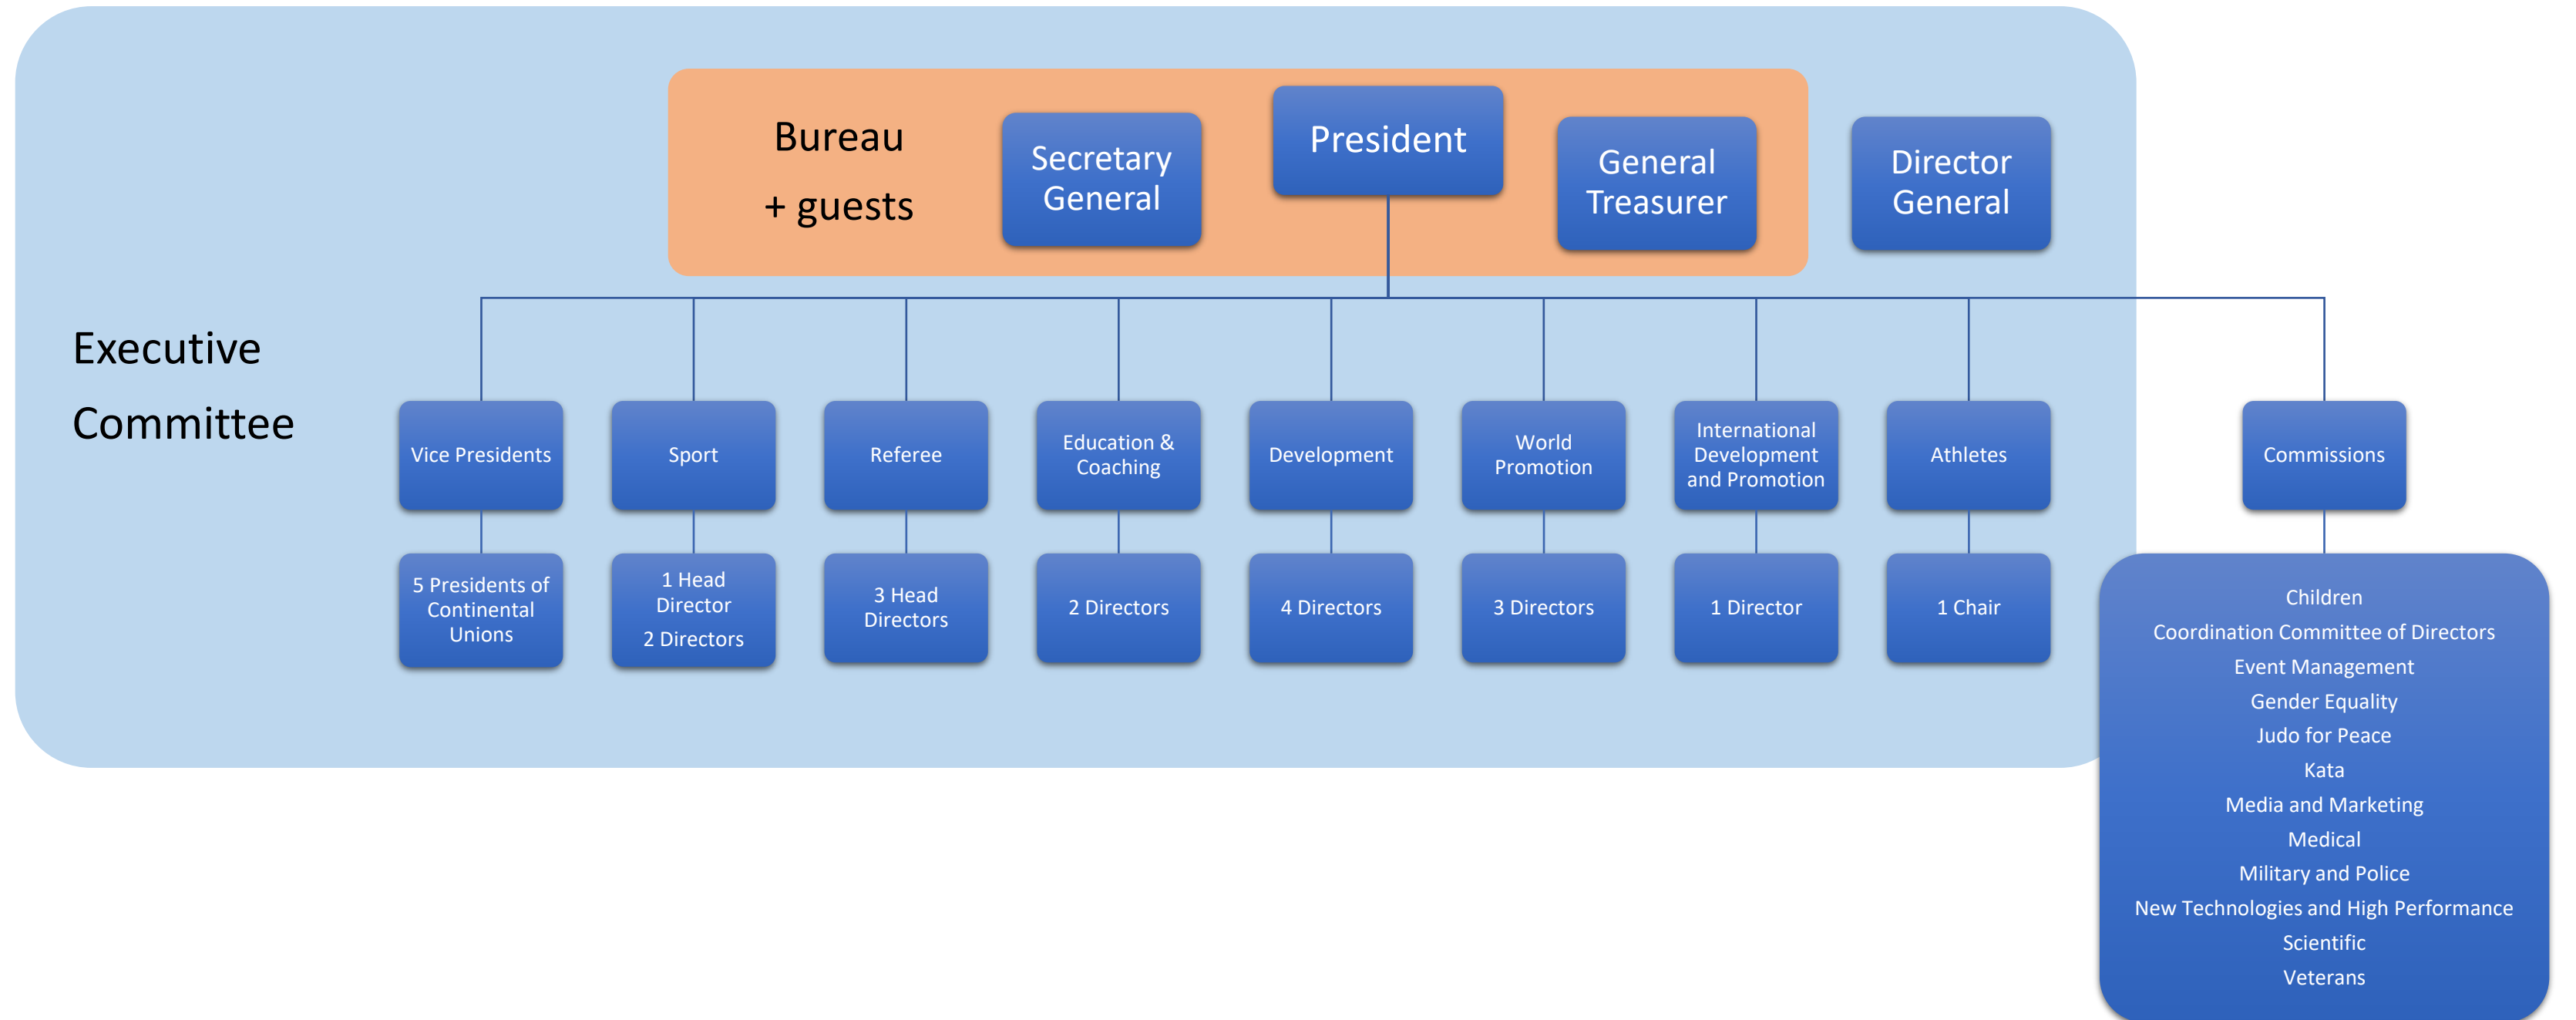 Bureau
+ guests
Secretary
General
President
General
Treasurer
Director
General
Executive
Committee
Vice Presidents
Sport
Referee
Education &
Coaching
Development
World
Promotion
International
Development
and Promotion
Athletes
Commissions
5 Presidents of
Continental
Unions
1 Head
Director
2 Directors
3 Head
Directors
2 Directors
4 Directors
3 Directors
1 Director
1 Chair
Children
Coordination Committee of Directors
Event Management
Gender Equality
Judo for Peace
Kata
Media and Marketing
Medical
Military and Police
New Technologies and High Performance
Scientific
Veterans